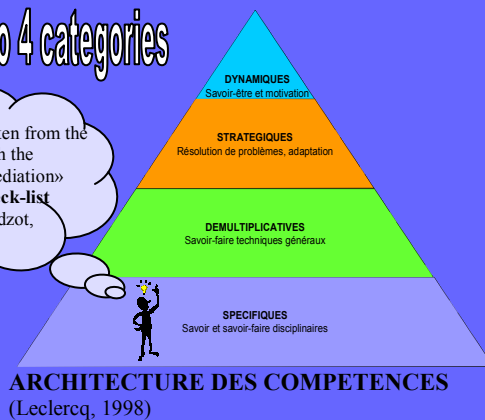 o 4 categories
ken from the
n the
ediation»
ck-list
dzot,
DYNAMIQUES
Savoir-être et motivation
STRATEGIQUES
Résolution de problèmes, adaptation
DEMULTIPLICATIVES
Savoir-faire techniques généraux
SPECIFIQUES
Savoir et savoir-faire disciplinaires
ARCHITECTURE DES COMPETENCES
(Leclercq, 1998)